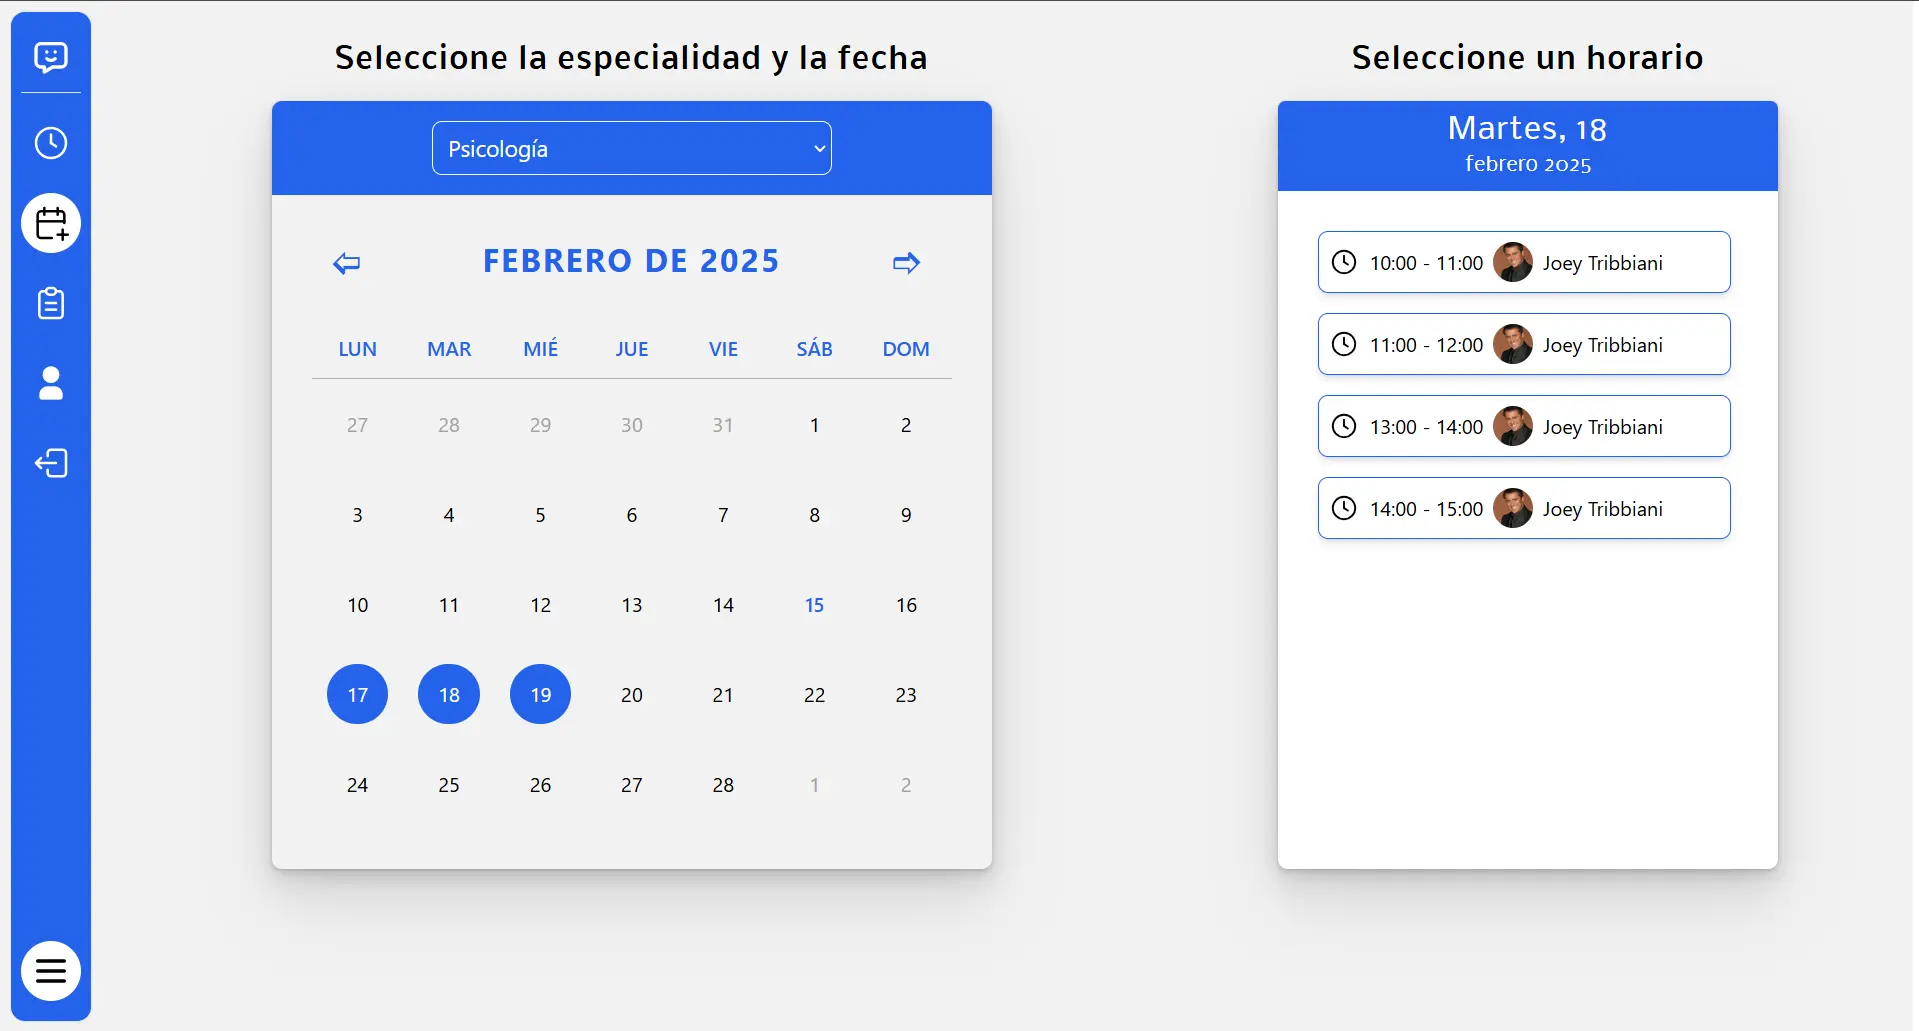 Seleccione la especialidad y la fecha
Psicología
FEBRERO DE 2025
LUN MAR MIÉ JUE VIE SÁB DOM
27 28 29 30 31 1 2
3 4 5 6 7 8 9
10 11 12 13 14 15 16
17 18 19 20 21 22 23
24 25 26 27 28 1 2
Seleccione un horario
Martes, 18
febrero 2025
10:00 - 11:00 Joey Tribbiani
11:00 - 12:00 Joey Tribbiani
13:00 - 14:00 Joey Tribbiani
14:00 - 15:00 Joey Tribbiani